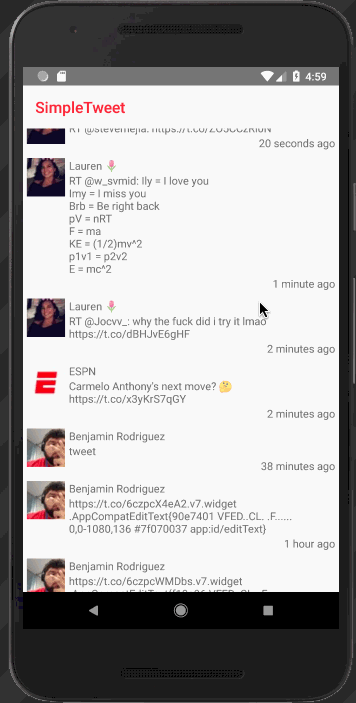 4:59
SimpleTweet
RT @stevemejia: https://t.co/
20 seconds ago
Lauren 🎙
RT @w_svmid: Ily = I love you
Imy = I miss you
Brb = Be right back
pV = nRT
F = ma
KE = (1/2)mv^2
p1v1 = p2v2
E = mc^2
1 minute ago
Lauren 🎙
RT @Jocvv_: why the fuck did i try it lmao
https://t.co/dBHJvE6gHF
2 minutes ago
ESPN
Carmelo Anthony's next move? 🤔
https://t.co/x3yKrS7qGY
2 minutes ago
Benjamin Rodriguez
tweet
38 minutes ago
Benjamin Rodriguez
https://t.co/6czpcX4eA2.v7.widget
.AppCompatEditText{90e7401 VFED..CL. .F......
0,0-1080,136 #7f070037 app:id/editText}
1 hour ago
Benjamin Rodriguez
https://t.co/6czpcWMDbs.v7.widget